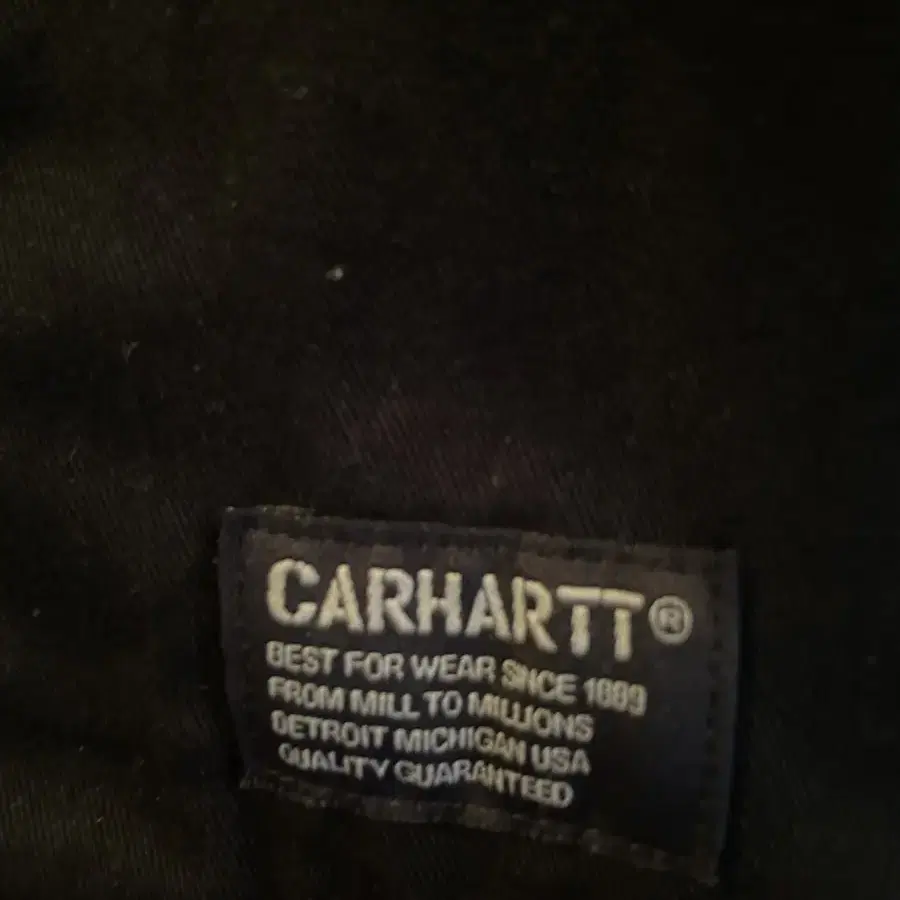 CARHARTT®
BEST FOR WEAR SINCE 1889
FROM MILL TO MILLIONS
DETROIT MICHIGAN USA
QUALITY GUARANTEED